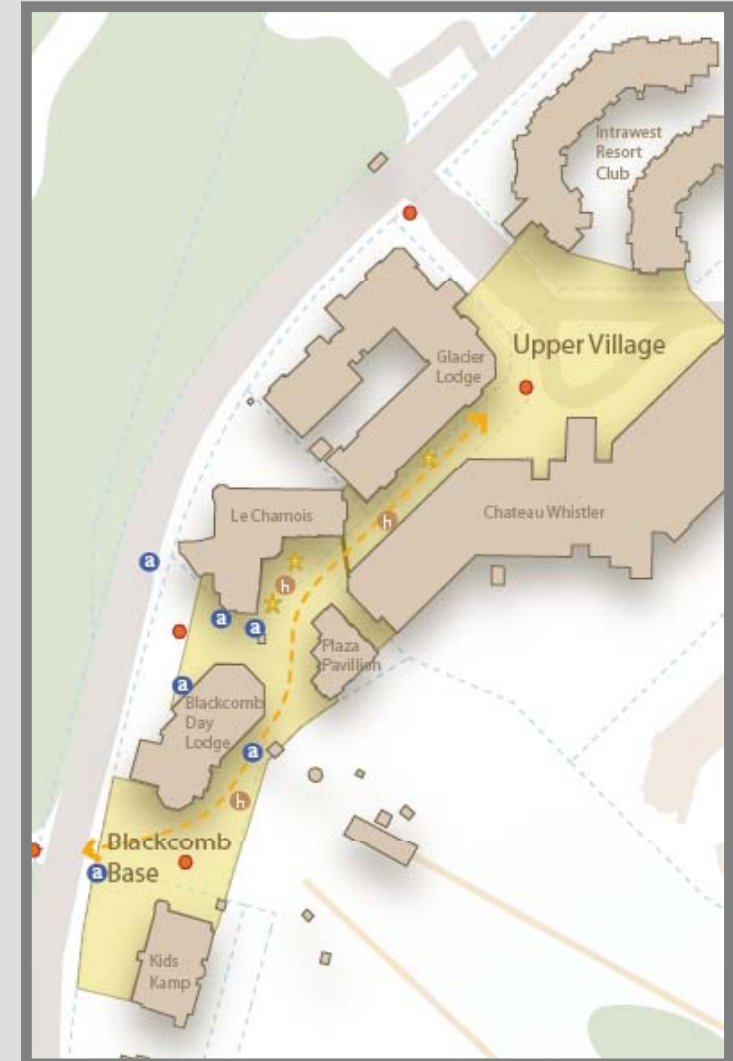 Intrawest
Resort
Club
Upper Village
Glacier
Lodge
Le Chamois
h
Chateau Whistler
a
h
a
a
Plaza
Pavillion
a
Blackcomb
Day
Lodge
a
h
Blackcomb
a Base
Kids
Kamp